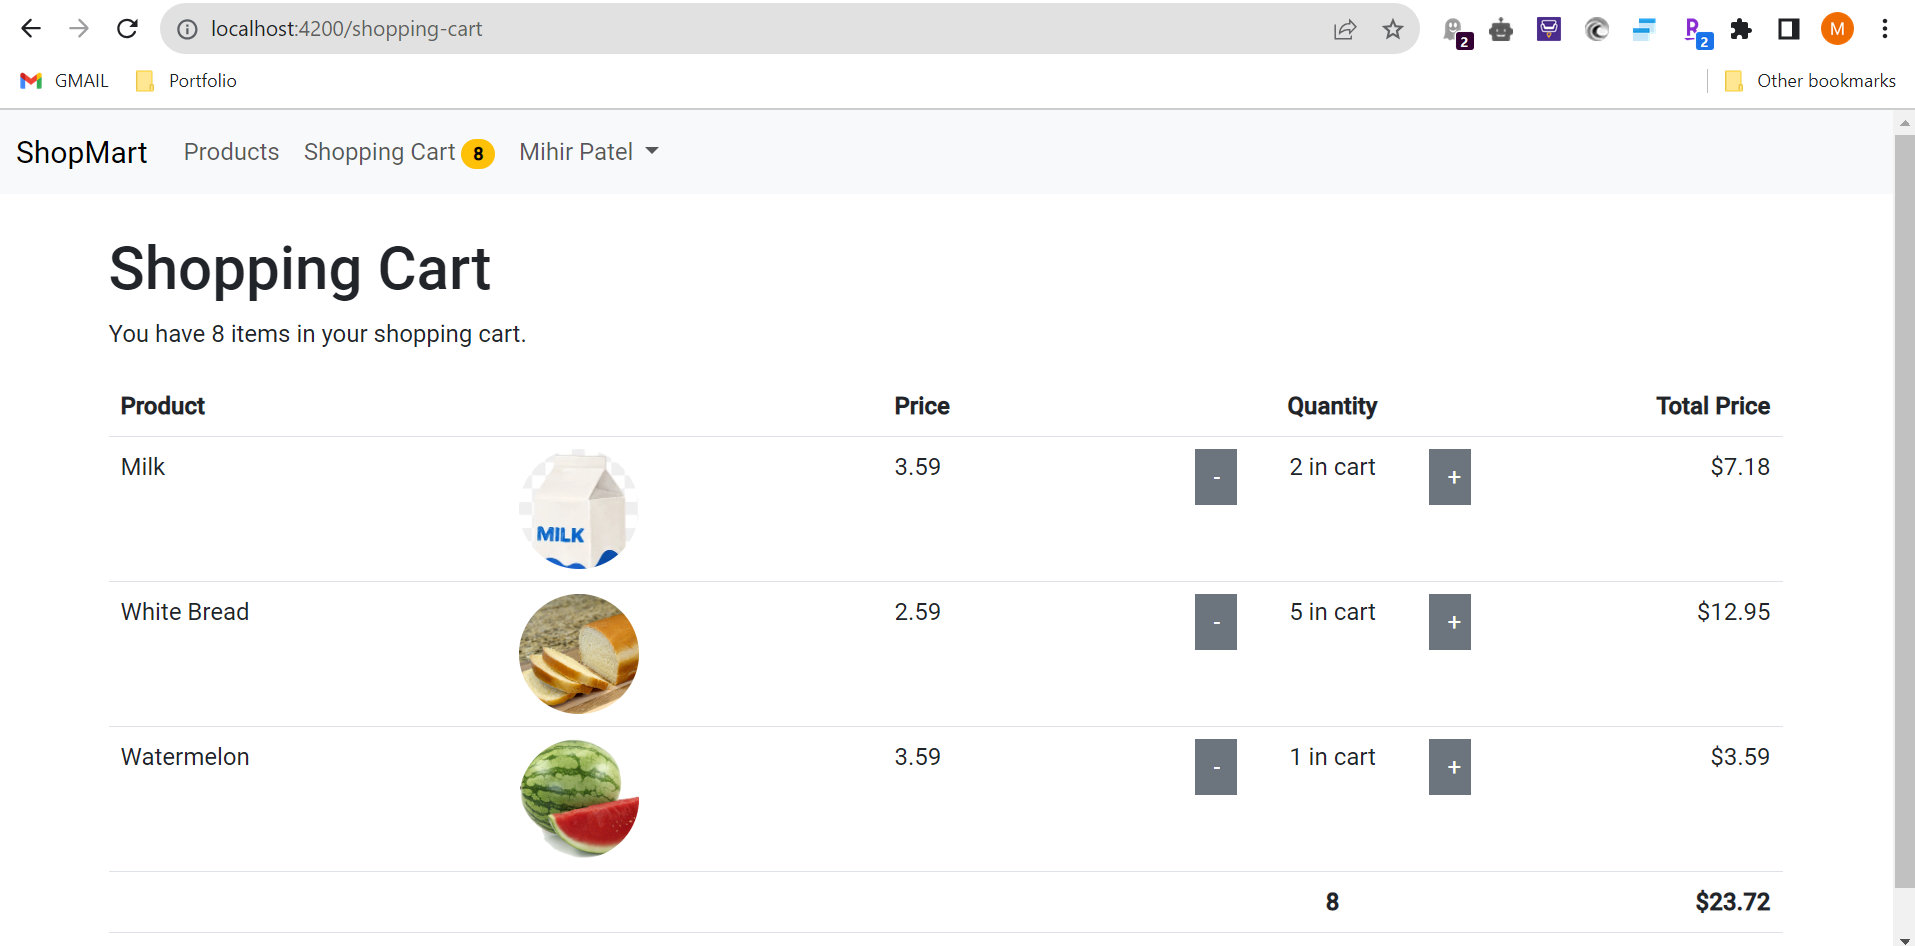 localhost:4200/shopping-cart
2
2
M
GMAIL Portfolio Other bookmarks
ShopMart Products Shopping Cart 8 Mihir Patel
Shopping Cart
You have 8 items in your shopping cart.
Product Price Quantity Total Price
Milk MILK 3.59 - 2 in cart + $7.18
White Bread 2.59 - 5 in cart + $12.95
Watermelon 3.59 - 1 in cart + $3.59
8 $23.72